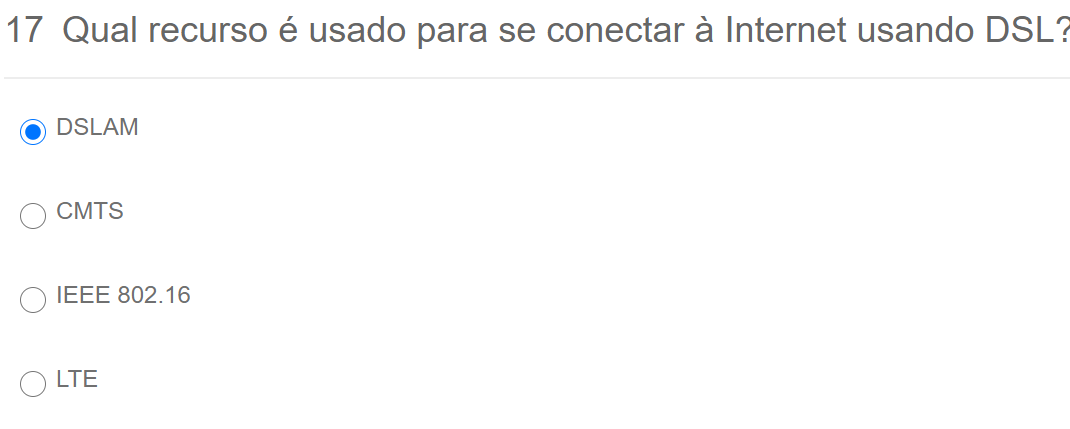 17 Qual recurso é usado para se conectar à Internet usando DSL?
DSLAM
CMTS
IEEE 802.16
LTE